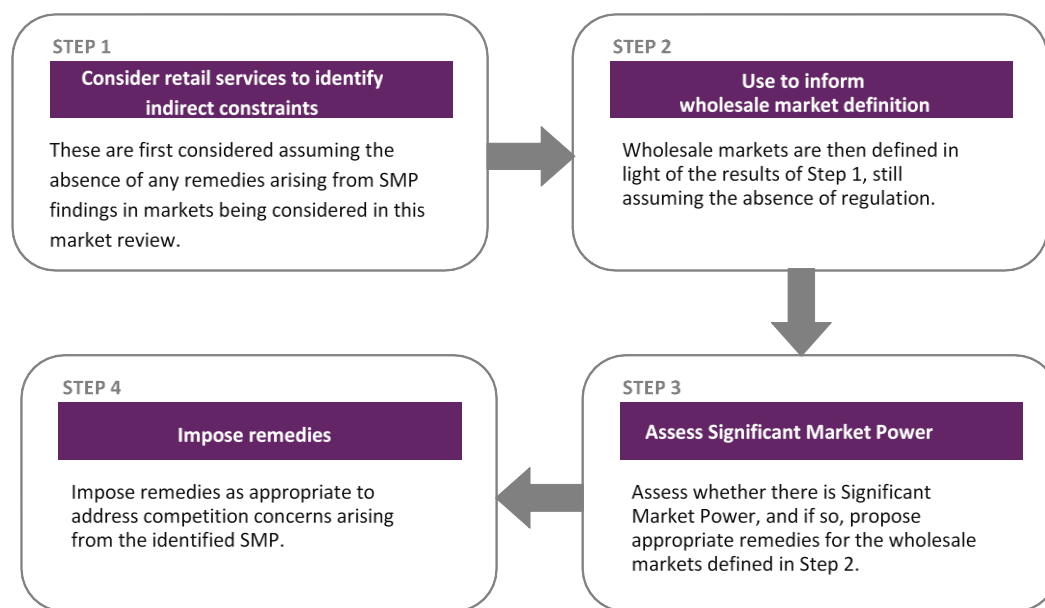 STEP 1
Consider retail services to identify
indirect constraints
These are first considered assuming the
absence of any remedies arising from SMP
findings in markets being considered in this
market review.
STEP 2
Use to inform
wholesale market definition
Wholesale markets are then defined in
light of the results of Step 1, still
assuming the absence of regulation.
STEP 3
Assess Significant Market Power
Assess whether there is Significant
Market Power, and if so, propose
appropriate remedies for the wholesale
markets defined in Step 2.
STEP 4
Impose remedies
Impose remedies as appropriate to
address competition concerns arising
from the identified SMP.